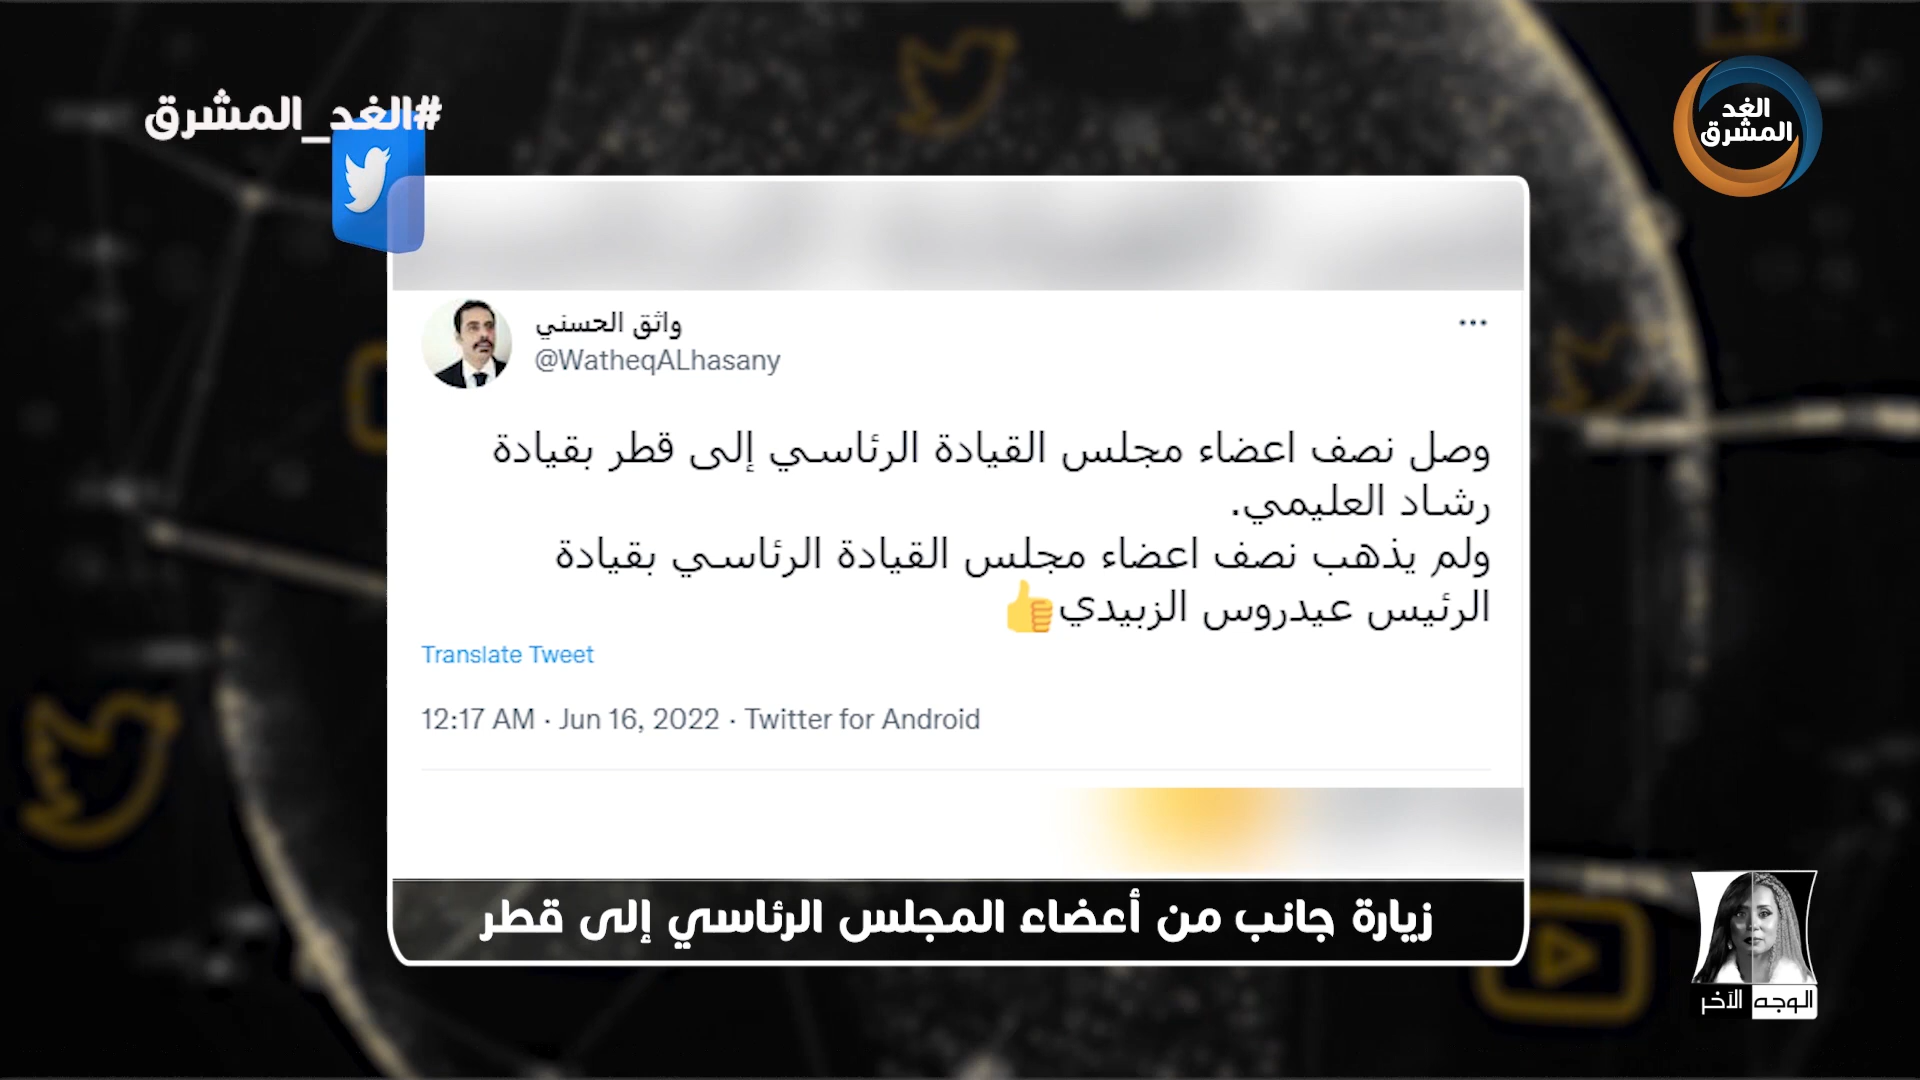 #الغد_المشرق
الغد
المشرق
واثق الحسني
@WatheqALhasany
وصل نصف اعضاء مجلس القيادة الرئاسي إلى قطر بقيادة
رشاد العليمي.
ولم يذهب نصف اعضاء مجلس القيادة الرئاسي بقيادة
الرئيس عيدروس الزبيدي👍
Translate Tweet
12:17 AM · Jun 16, 2022 · Twitter for Android
زيارة جانب من أعضاء المجلس الرئاسي إلى قطر
الوجه الآخر